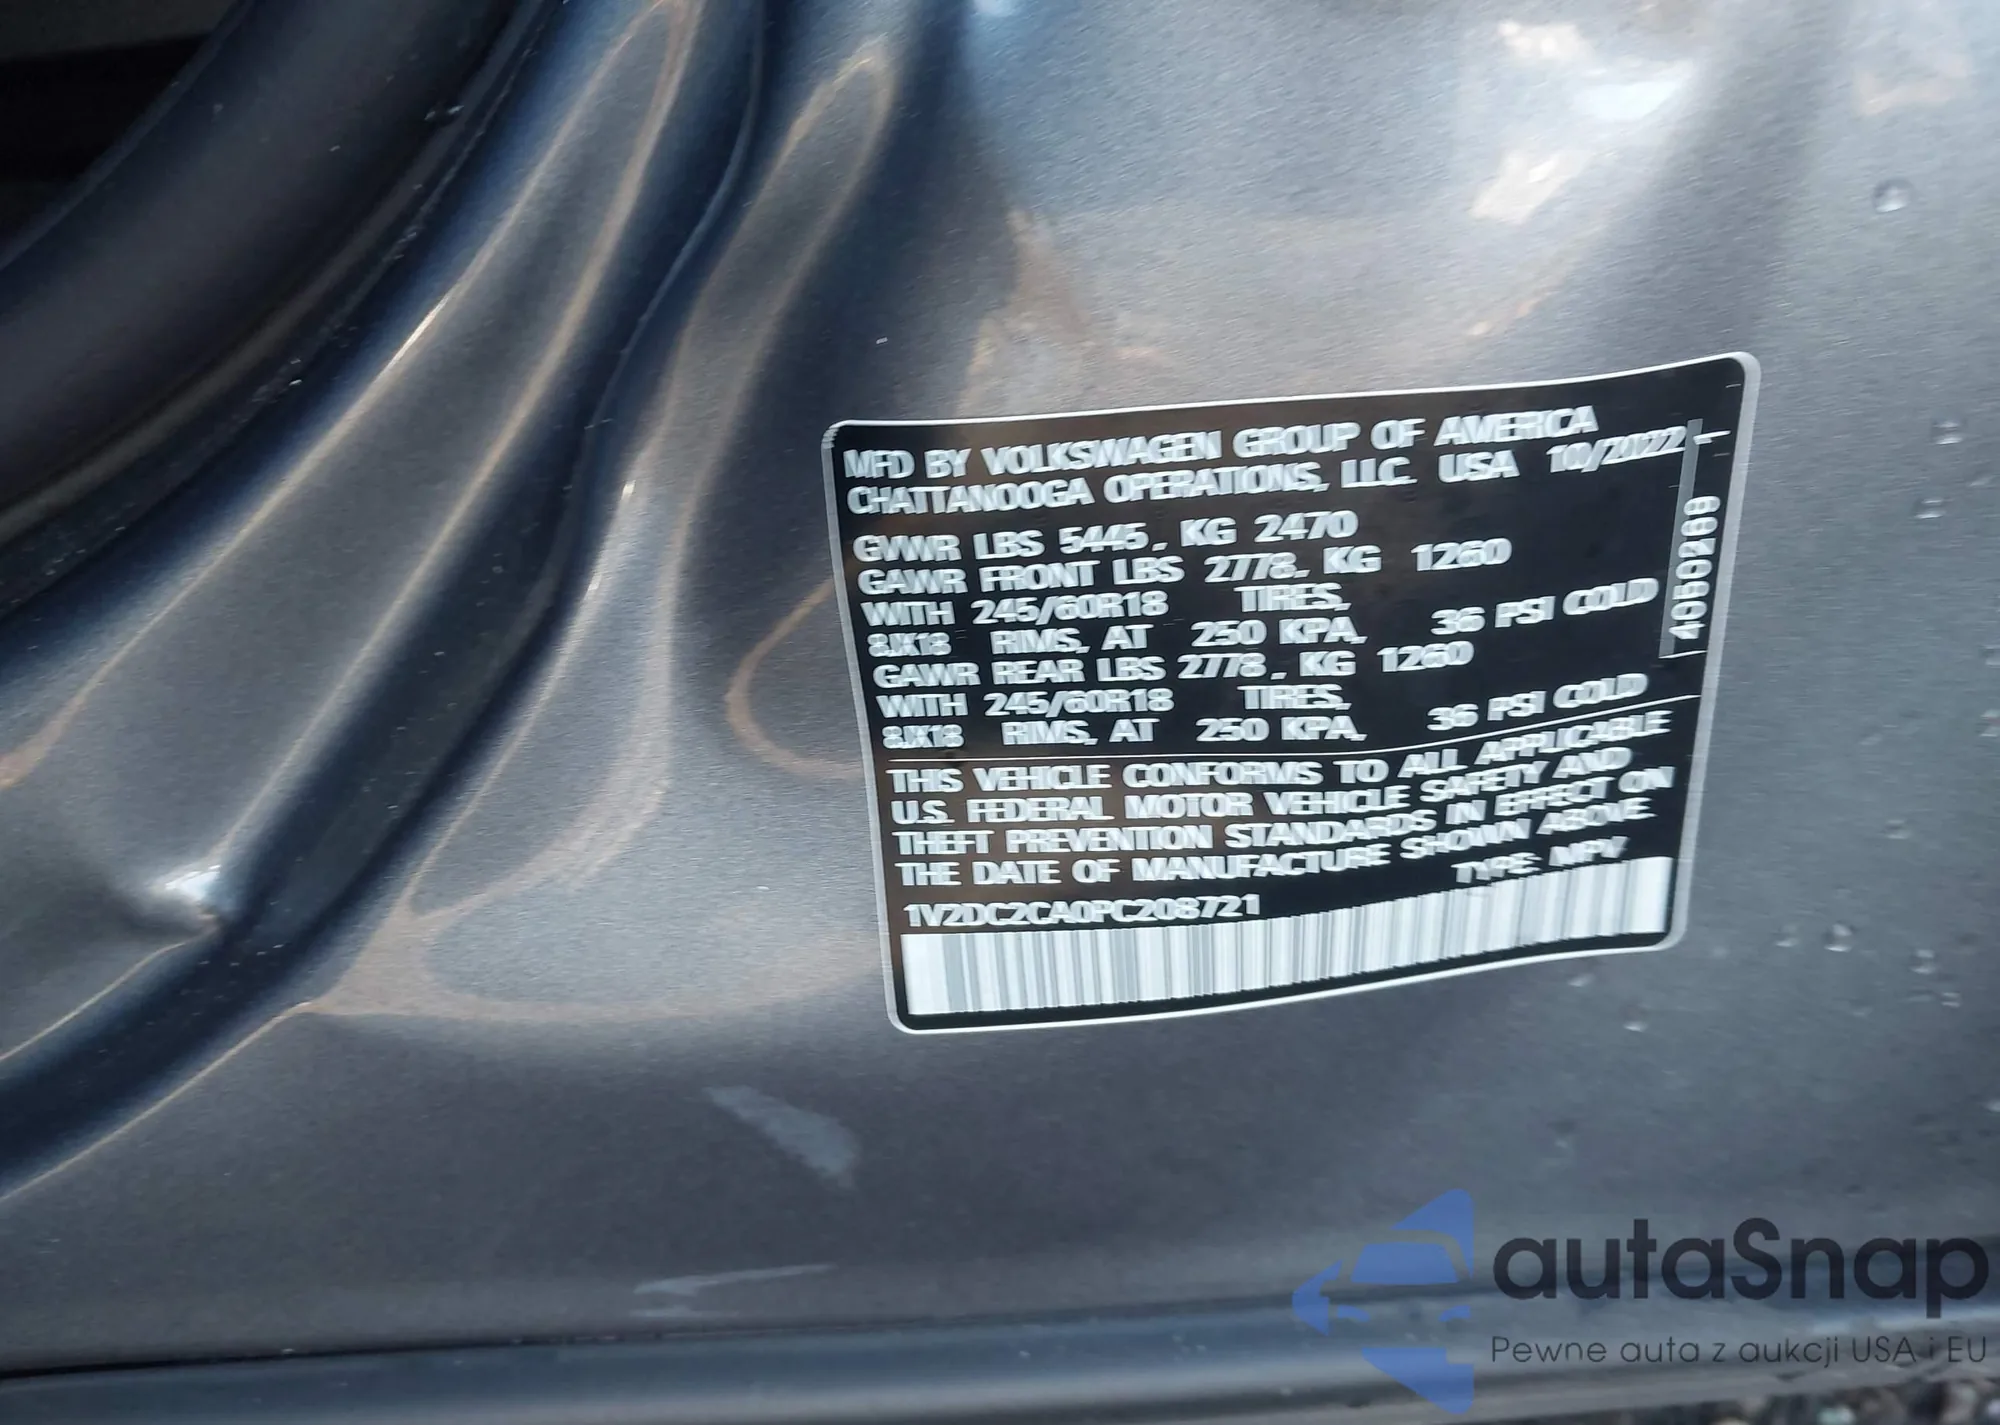 MFD BY VOLKSWAGEN GROUP OF AMERICA
CHATTANOOGA OPERATIONS, LLC. USA 10/2022
GVWR LBS 5445, KG 2470
GAWR FRONT LBS 2778, KG 1260
WITH 245/60R18 TIRES,
8JX18 RIMS, AT 250 KPA, 36 PSI COLD
GAWR REAR LBS 2778, KG 1260
WITH 245/60R18 TIRES,
8JX18 RIMS, AT 250 KPA, 36 PSI COLD
4050269
THIS VEHICLE CONFORMS TO ALL APPLICABLE
U.S. FEDERAL MOTOR VEHICLE SAFETY AND
THEFT PREVENTION STANDARDS IN EFFECT ON
THE DATE OF MANUFACTURE SHOWN ABOVE.
1V2DC2CA0PC208721 TYPE: MPV
autaSnap
Pewne auta z aukcji USA i EU